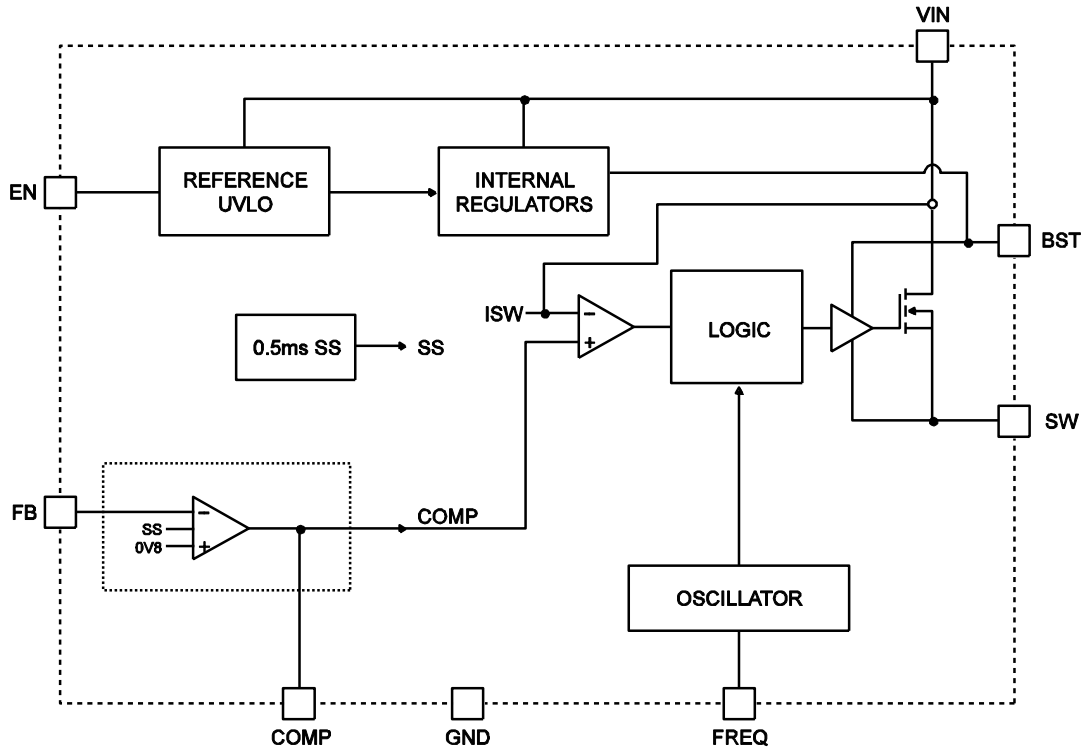 VIN
EN
REFERENCE
UVLO
INTERNAL
REGULATORS
BST
ISW
−
+
LOGIC
0.5ms SS
SS
SW
FB
−
SS
0V8
+
COMP
OSCILLATOR
COMP
GND
FREQ